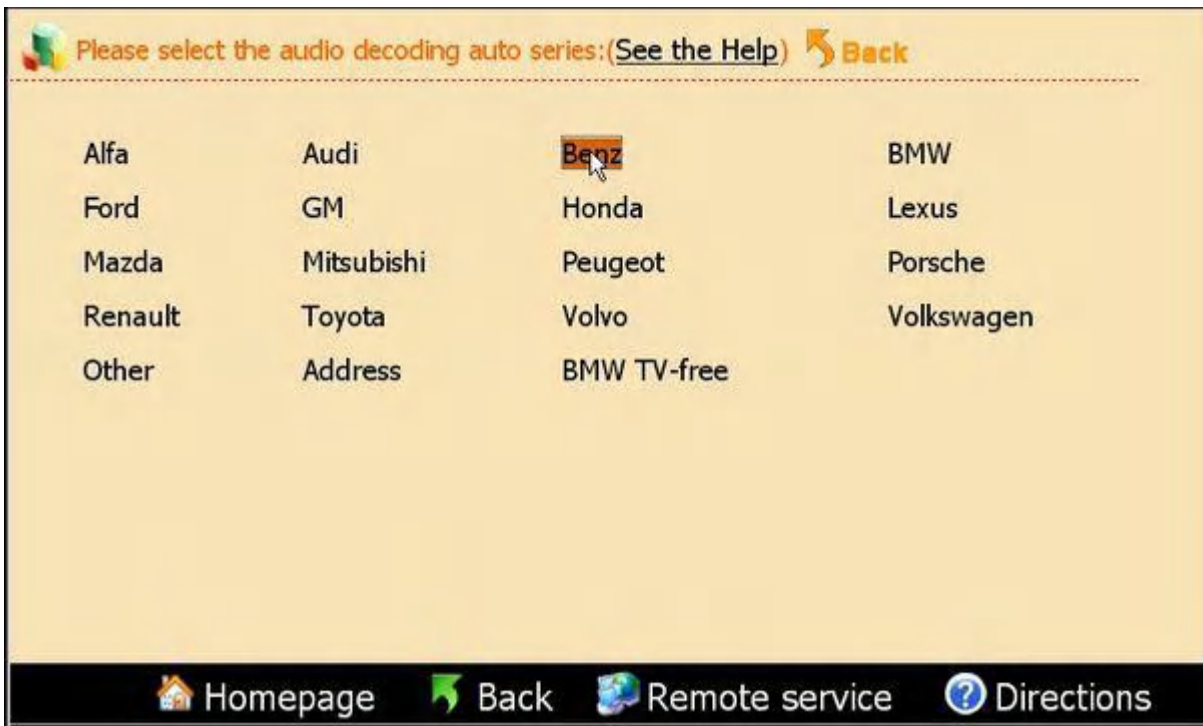 Please select the audio decoding auto series:(See the Help) Back
Alfa Audi Benz BMW
Ford GM Honda Lexus
Mazda Mitsubishi Peugeot Porsche
Renault Toyota Volvo Volkswagen
Other Address BMW TV-free
Homepage Back Remote service ? Directions